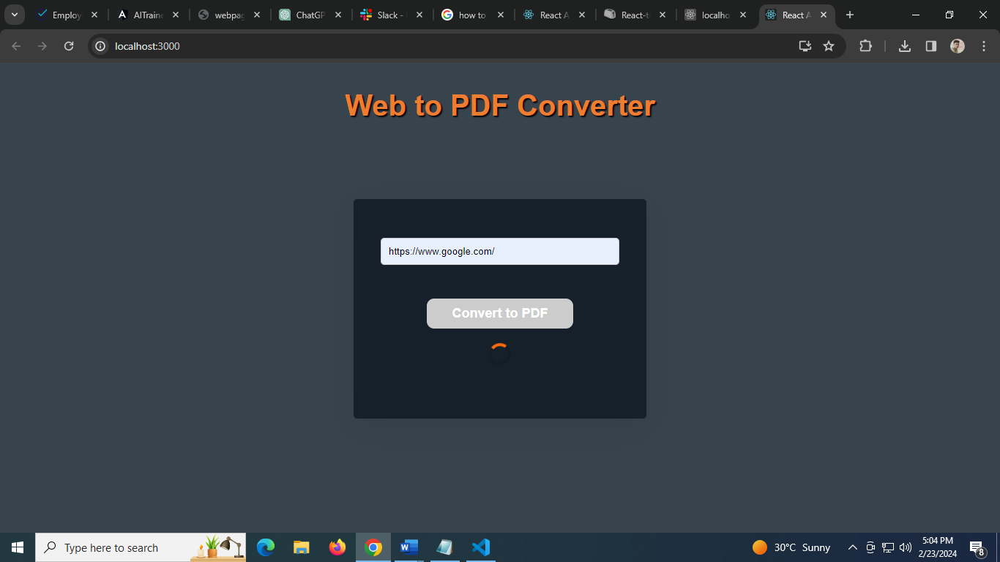 Employ
AITraine
webpag
ChatGP
Slack -
how to
React A
React-t
localho
React A
localhost:3000
Web to PDF Converter
https://www.google.com/
Convert to PDF
Type here to search
30°C Sunny
5:04 PM
2/23/2024
8